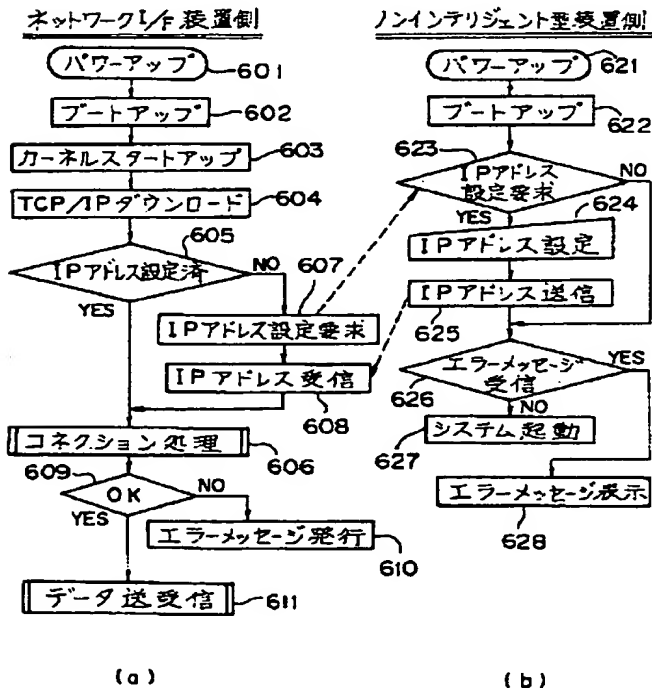 ネットワークI/F装置側
パワーアップ
601
ブートアップ
602
カーネルスタートアップ
603
TCP/IPダウンロード
604
605
IPアドレス設定済
NO
YES
607
IPアドレス設定要求
IPアドレス受信
608
コネクション処理
606
609
OK
NO
YES
エラーメッセージ発行
610
データ送受信
611
(a)
ノンインテリジェント型装置側
パワーアップ
621
ブートアップ
622
623
IPアドレス
設定要求
NO
YES
624
IPアドレス設定
IPアドレス送信
625
エラーメッセージ
受信
YES
626
NO
システム起動
627
エラーメッセージ表示
628
(b)